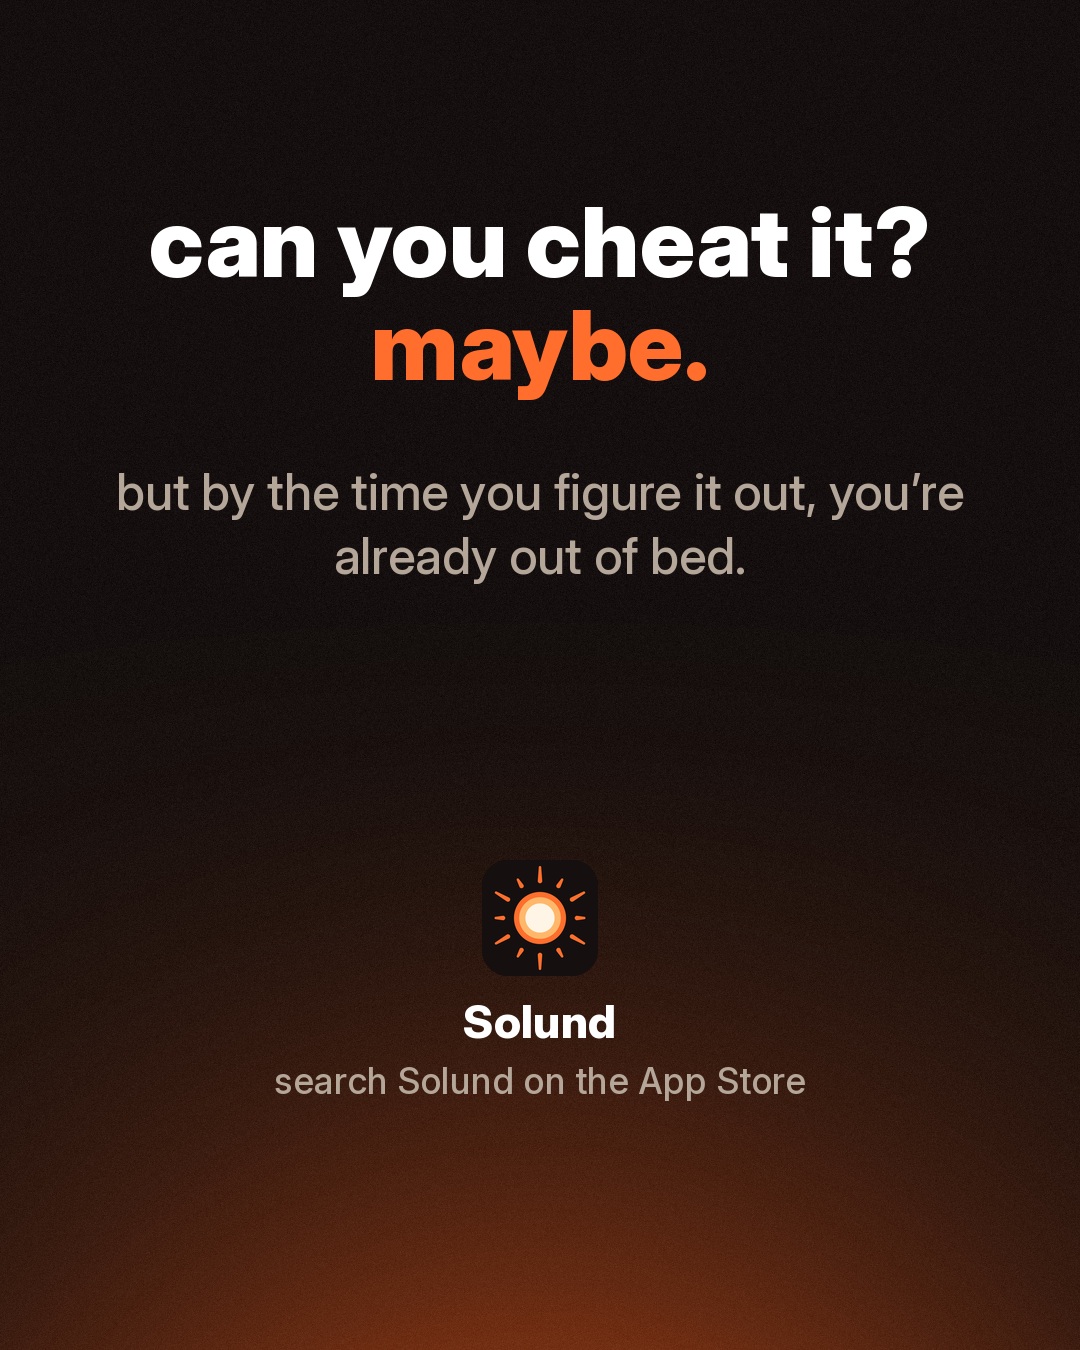 can you cheat it?
maybe.
but by the time you figure it out, you’re
already out of bed.
Solund
search Solund on the App Store